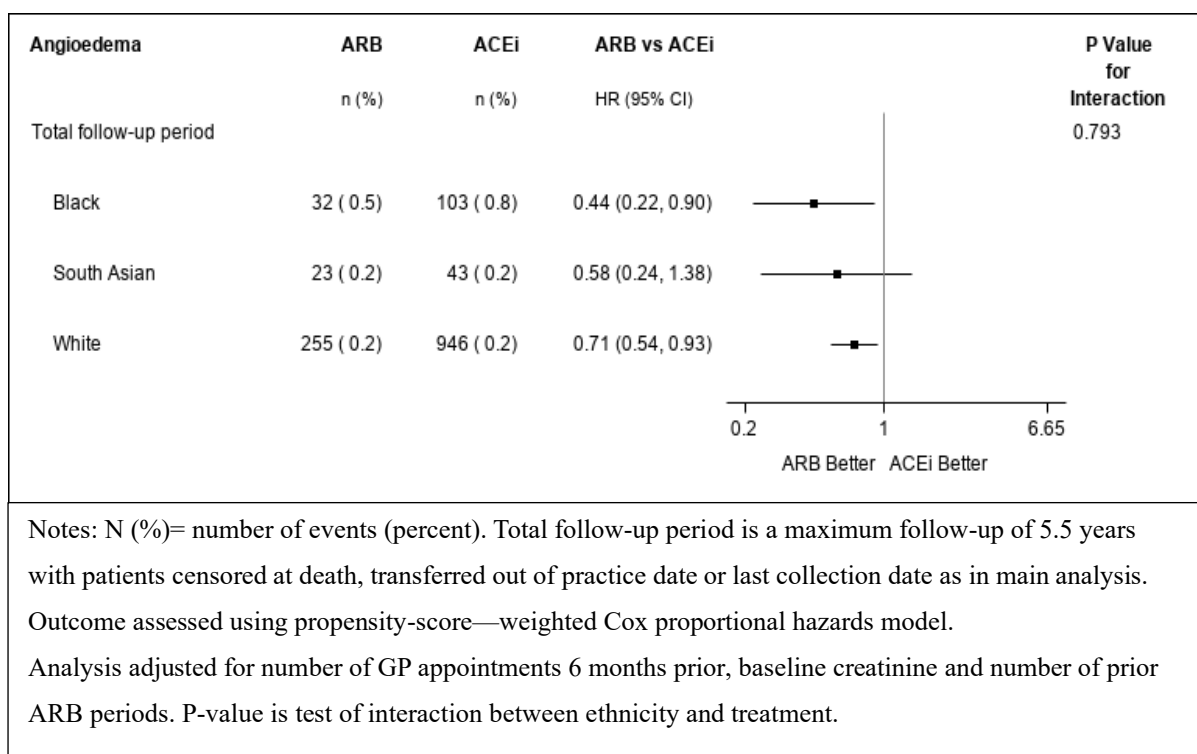 Angioedema ARB ACEi ARB vs ACEi P Value
for
n (%) n (%) HR (95% CI) Interaction
Total follow-up period 0.793
Black 32 ( 0.5) 103 ( 0.8) 0.44 (0.22, 0.90)
South Asian 23 ( 0.2) 43 ( 0.2) 0.58 (0.24, 1.38)
White 255 ( 0.2) 946 ( 0.2) 0.71 (0.54, 0.93)
0.2 1 6.65
ARB Better ACEi Better
Notes: N (%)= number of events (percent). Total follow-up period is a maximum follow-up of 5.5 years
with patients censored at death, transferred out of practice date or last collection date as in main analysis.
Outcome assessed using propensity-score—weighted Cox proportional hazards model.
Analysis adjusted for number of GP appointments 6 months prior, baseline creatinine and number of prior
ARB periods. P-value is test of interaction between ethnicity and treatment.